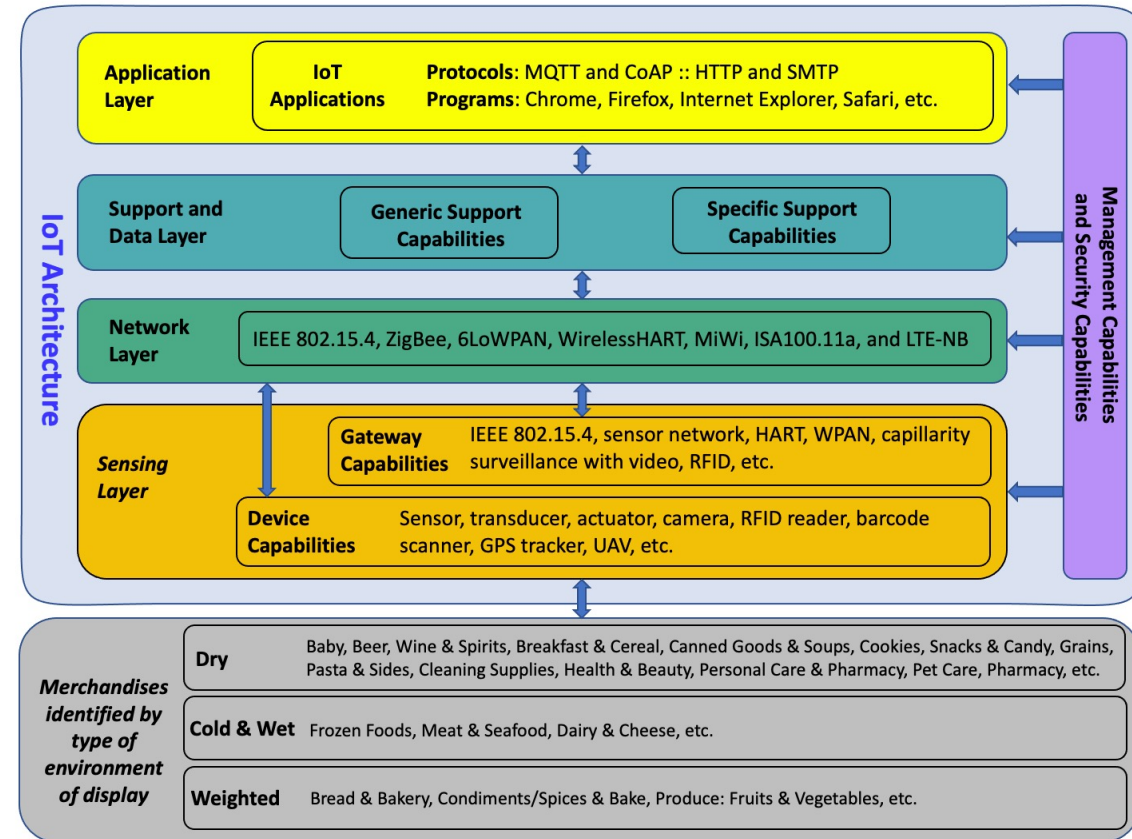 IoT Architecture
Application
Layer
IoT
Applications
Protocols: MQTT and CoAP :: HTTP and SMTP
Programs: Chrome, Firefox, Internet Explorer, Safari, etc.
Support and
Data Layer
Generic Support
Capabilities
Specific Support
Capabilities
Network
Layer
IEEE 802.15.4, ZigBee, 6LoWPAN, WirelessHART, MiWi, ISA100.11a, and LTE-NB
Sensing
Layer
Gateway
Capabilities
IEEE 802.15.4, sensor network, HART, WPAN, capillarity
surveillance with video, RFID, etc.
Device
Capabilities
Sensor, transducer, actuator, camera, RFID reader, barcode
scanner, GPS tracker, UAV, etc.
Management Capabilities
and Security Capabilities
Merchandises
identified by
type of
environment
of display
Dry
Baby, Beer, Wine & Spirits, Breakfast & Cereal, Canned Goods & Soups, Cookies, Snacks & Candy, Grains,
Pasta & Sides, Cleaning Supplies, Health & Beauty, Personal Care & Pharmacy, Pet Care, Pharmacy, etc.
Cold & Wet
Frozen Foods, Meat & Seafood, Dairy & Cheese, etc.
Weighted
Bread & Bakery, Condiments/Spices & Bake, Produce: Fruits & Vegetables, etc.